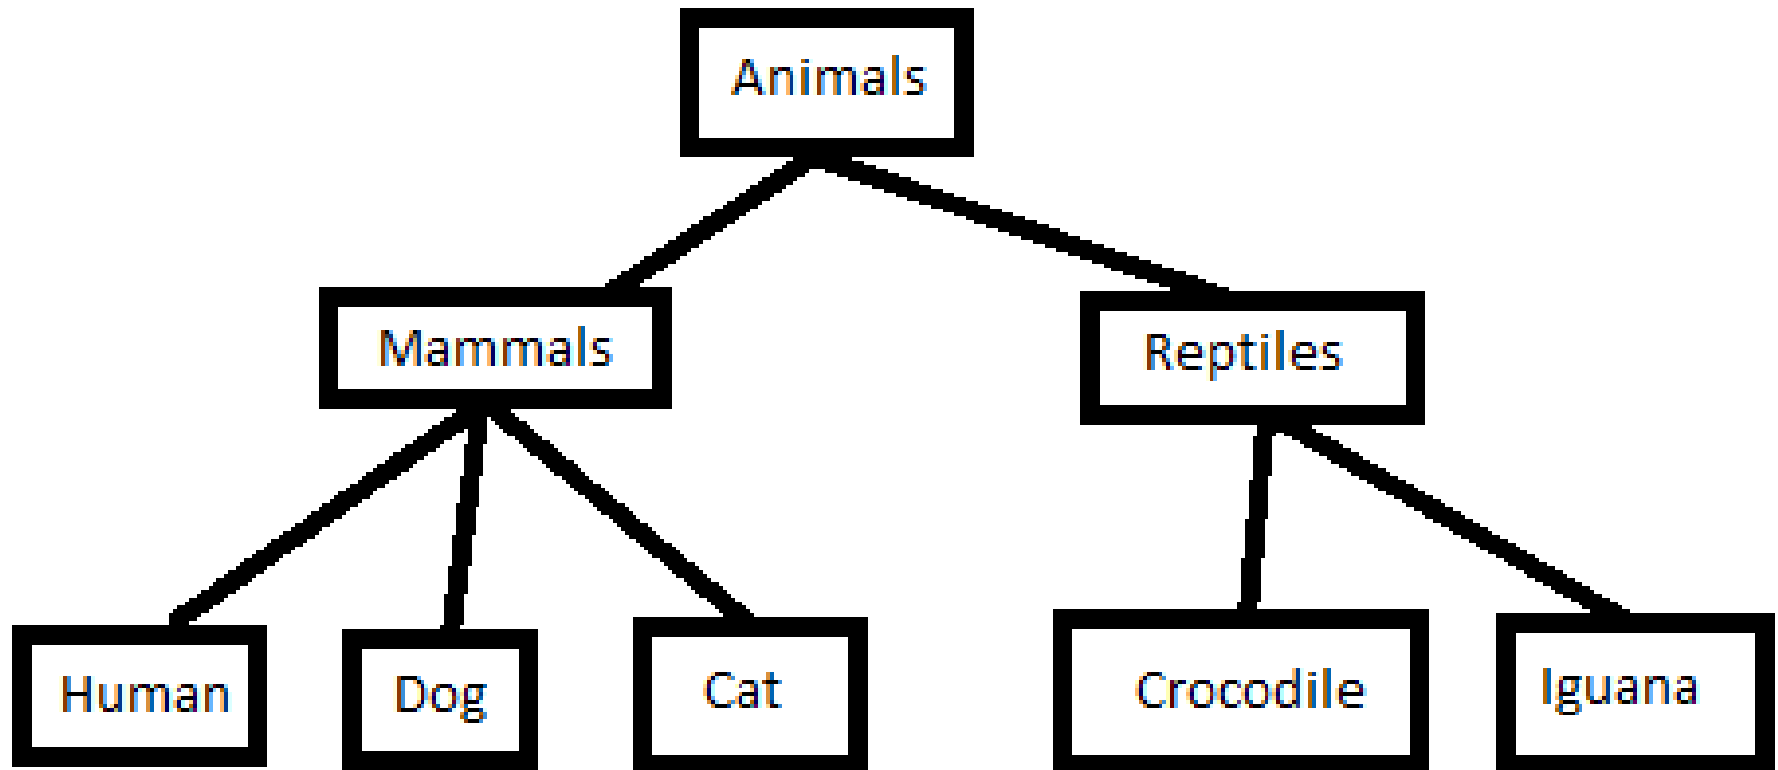 Animals
Mammals
Reptiles
Human
Dog
Cat
Crocodile
Iguana